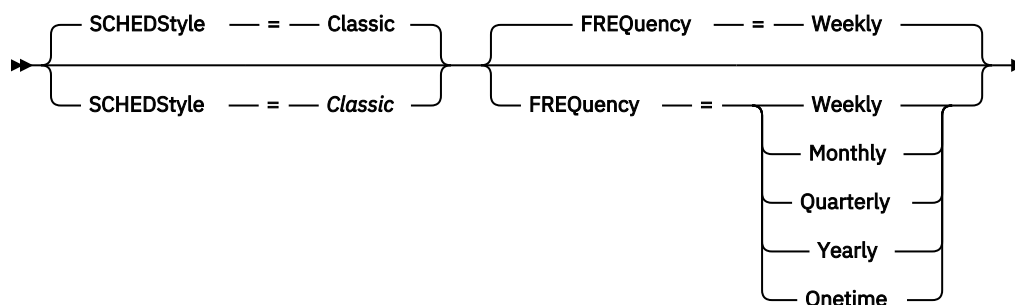 SCHEDStyle = Classic FREQuency = Weekly
SCHEDStyle = Classic FREQuency = Weekly
Monthly
Quarterly
Yearly
Onetime